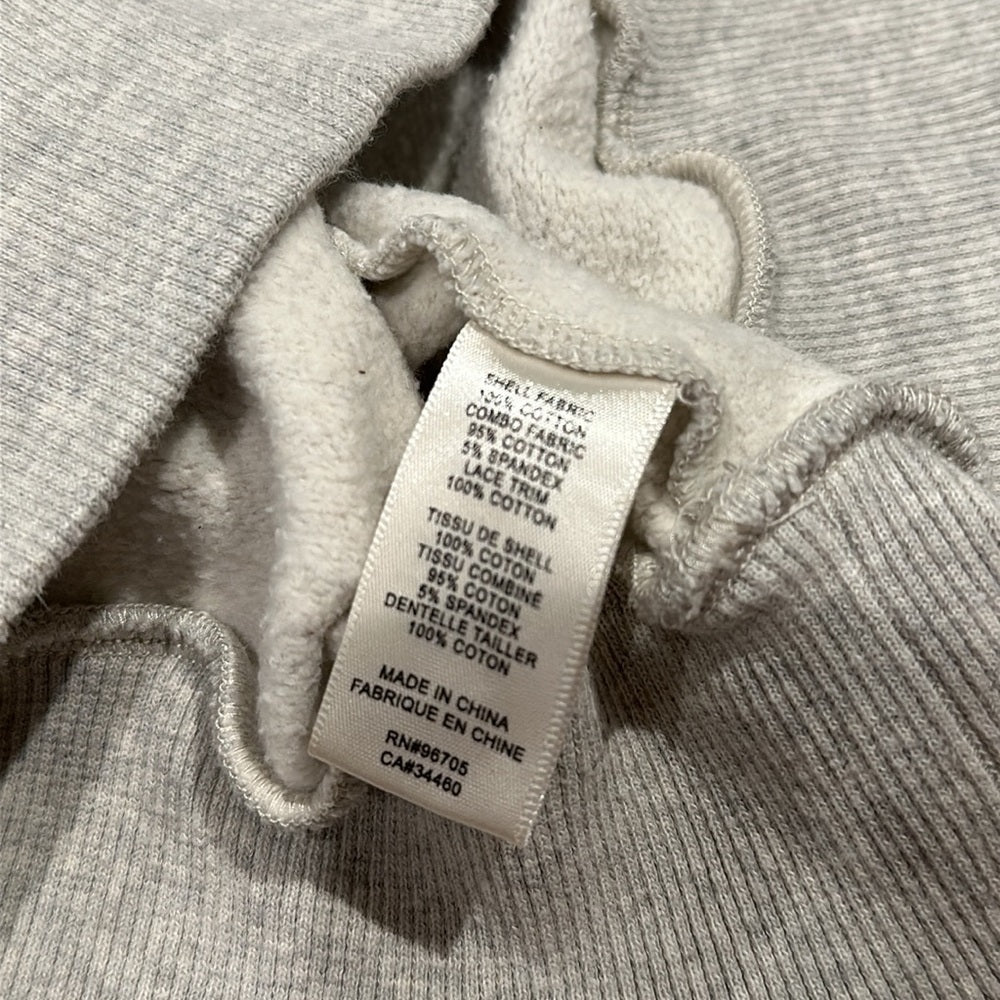 SHELL FABRIC
100% COTTON
COMBO FABRIC
95% COTTON
5% SPANDEX
LACE TRIM
100% COTTON
TISSU DE SHELL
100% COTON
TISSU COMBINÉ
95% COTON
5% SPANDEX
DENTELLE TAILLER
100% COTON
MADE IN CHINA
FABRIQUE EN CHINE
RN#96705
CA#34460